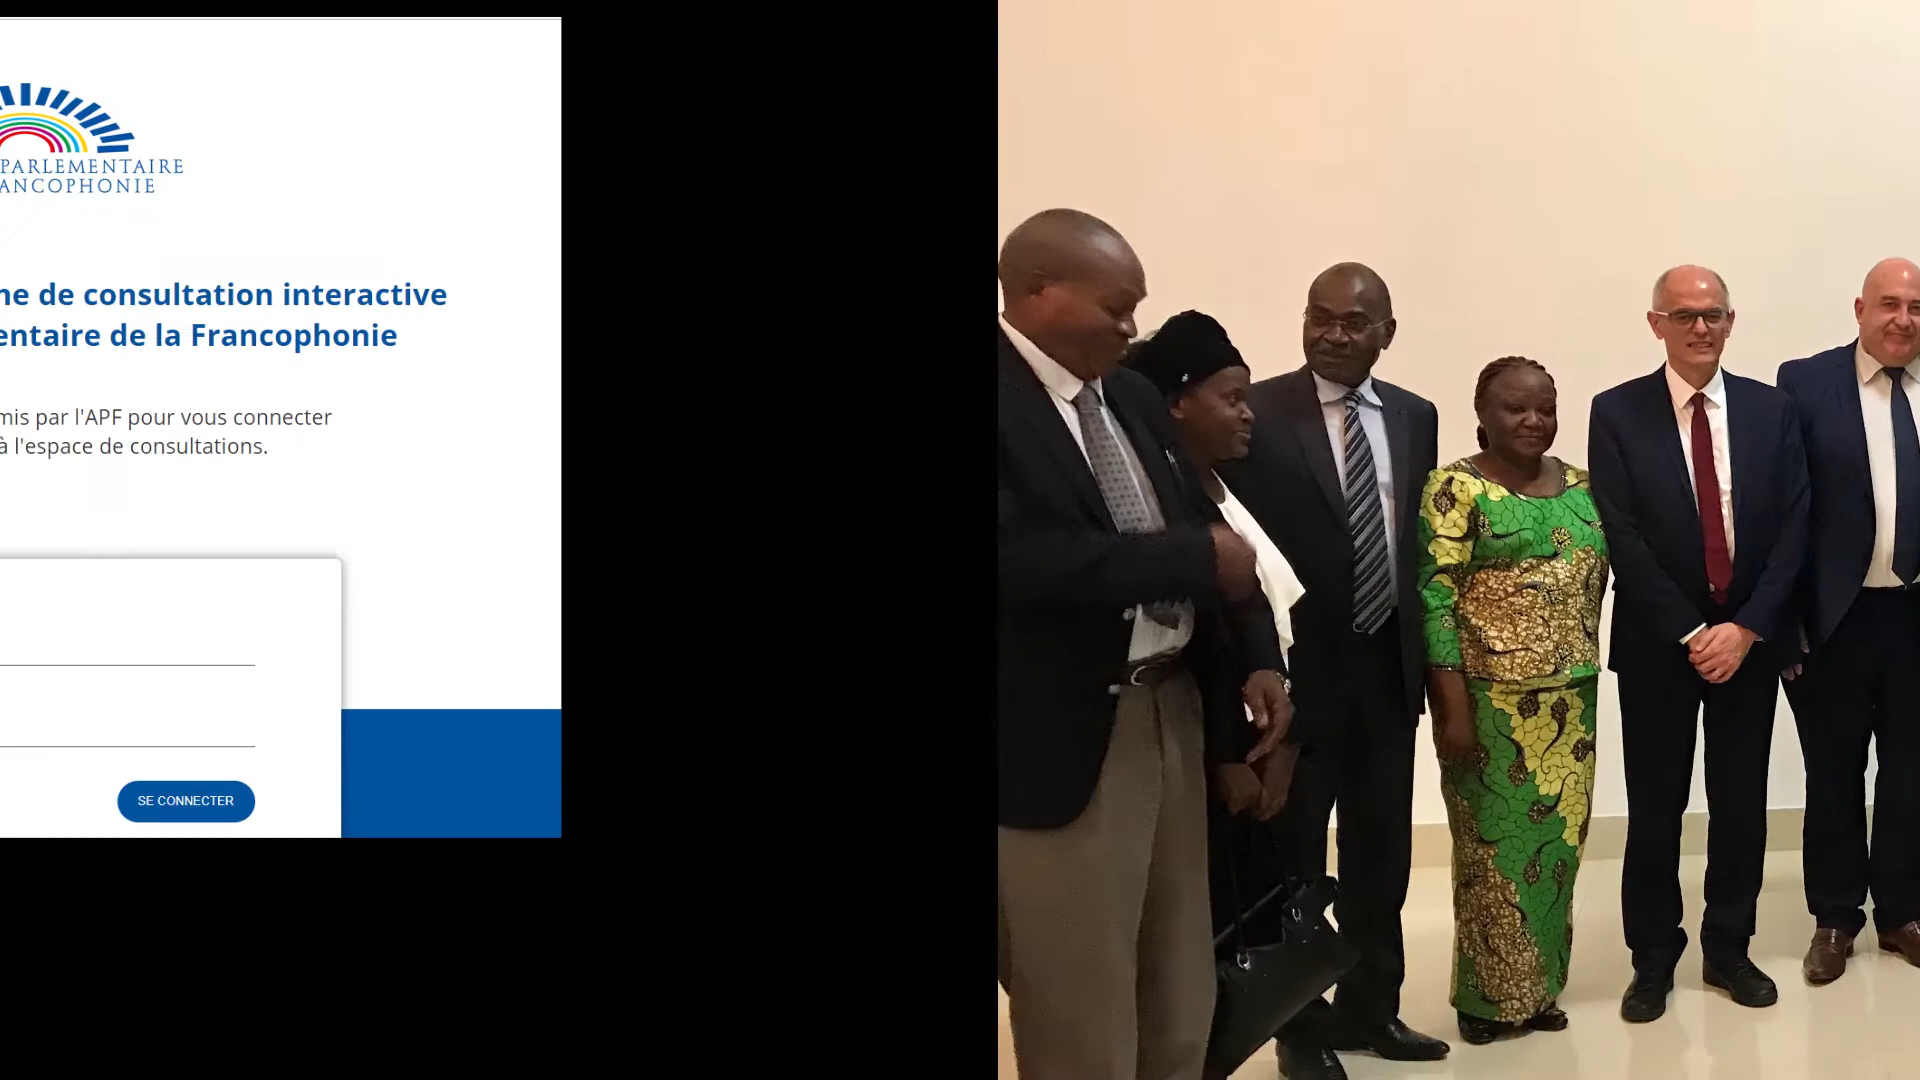 PARLEMENTAIRE
ANCOPHONIE
ne de consultation interactive
entaire de la Francophonie
mis par l'APF pour vous connecter
à l'espace de consultations.
SE CONNECTER